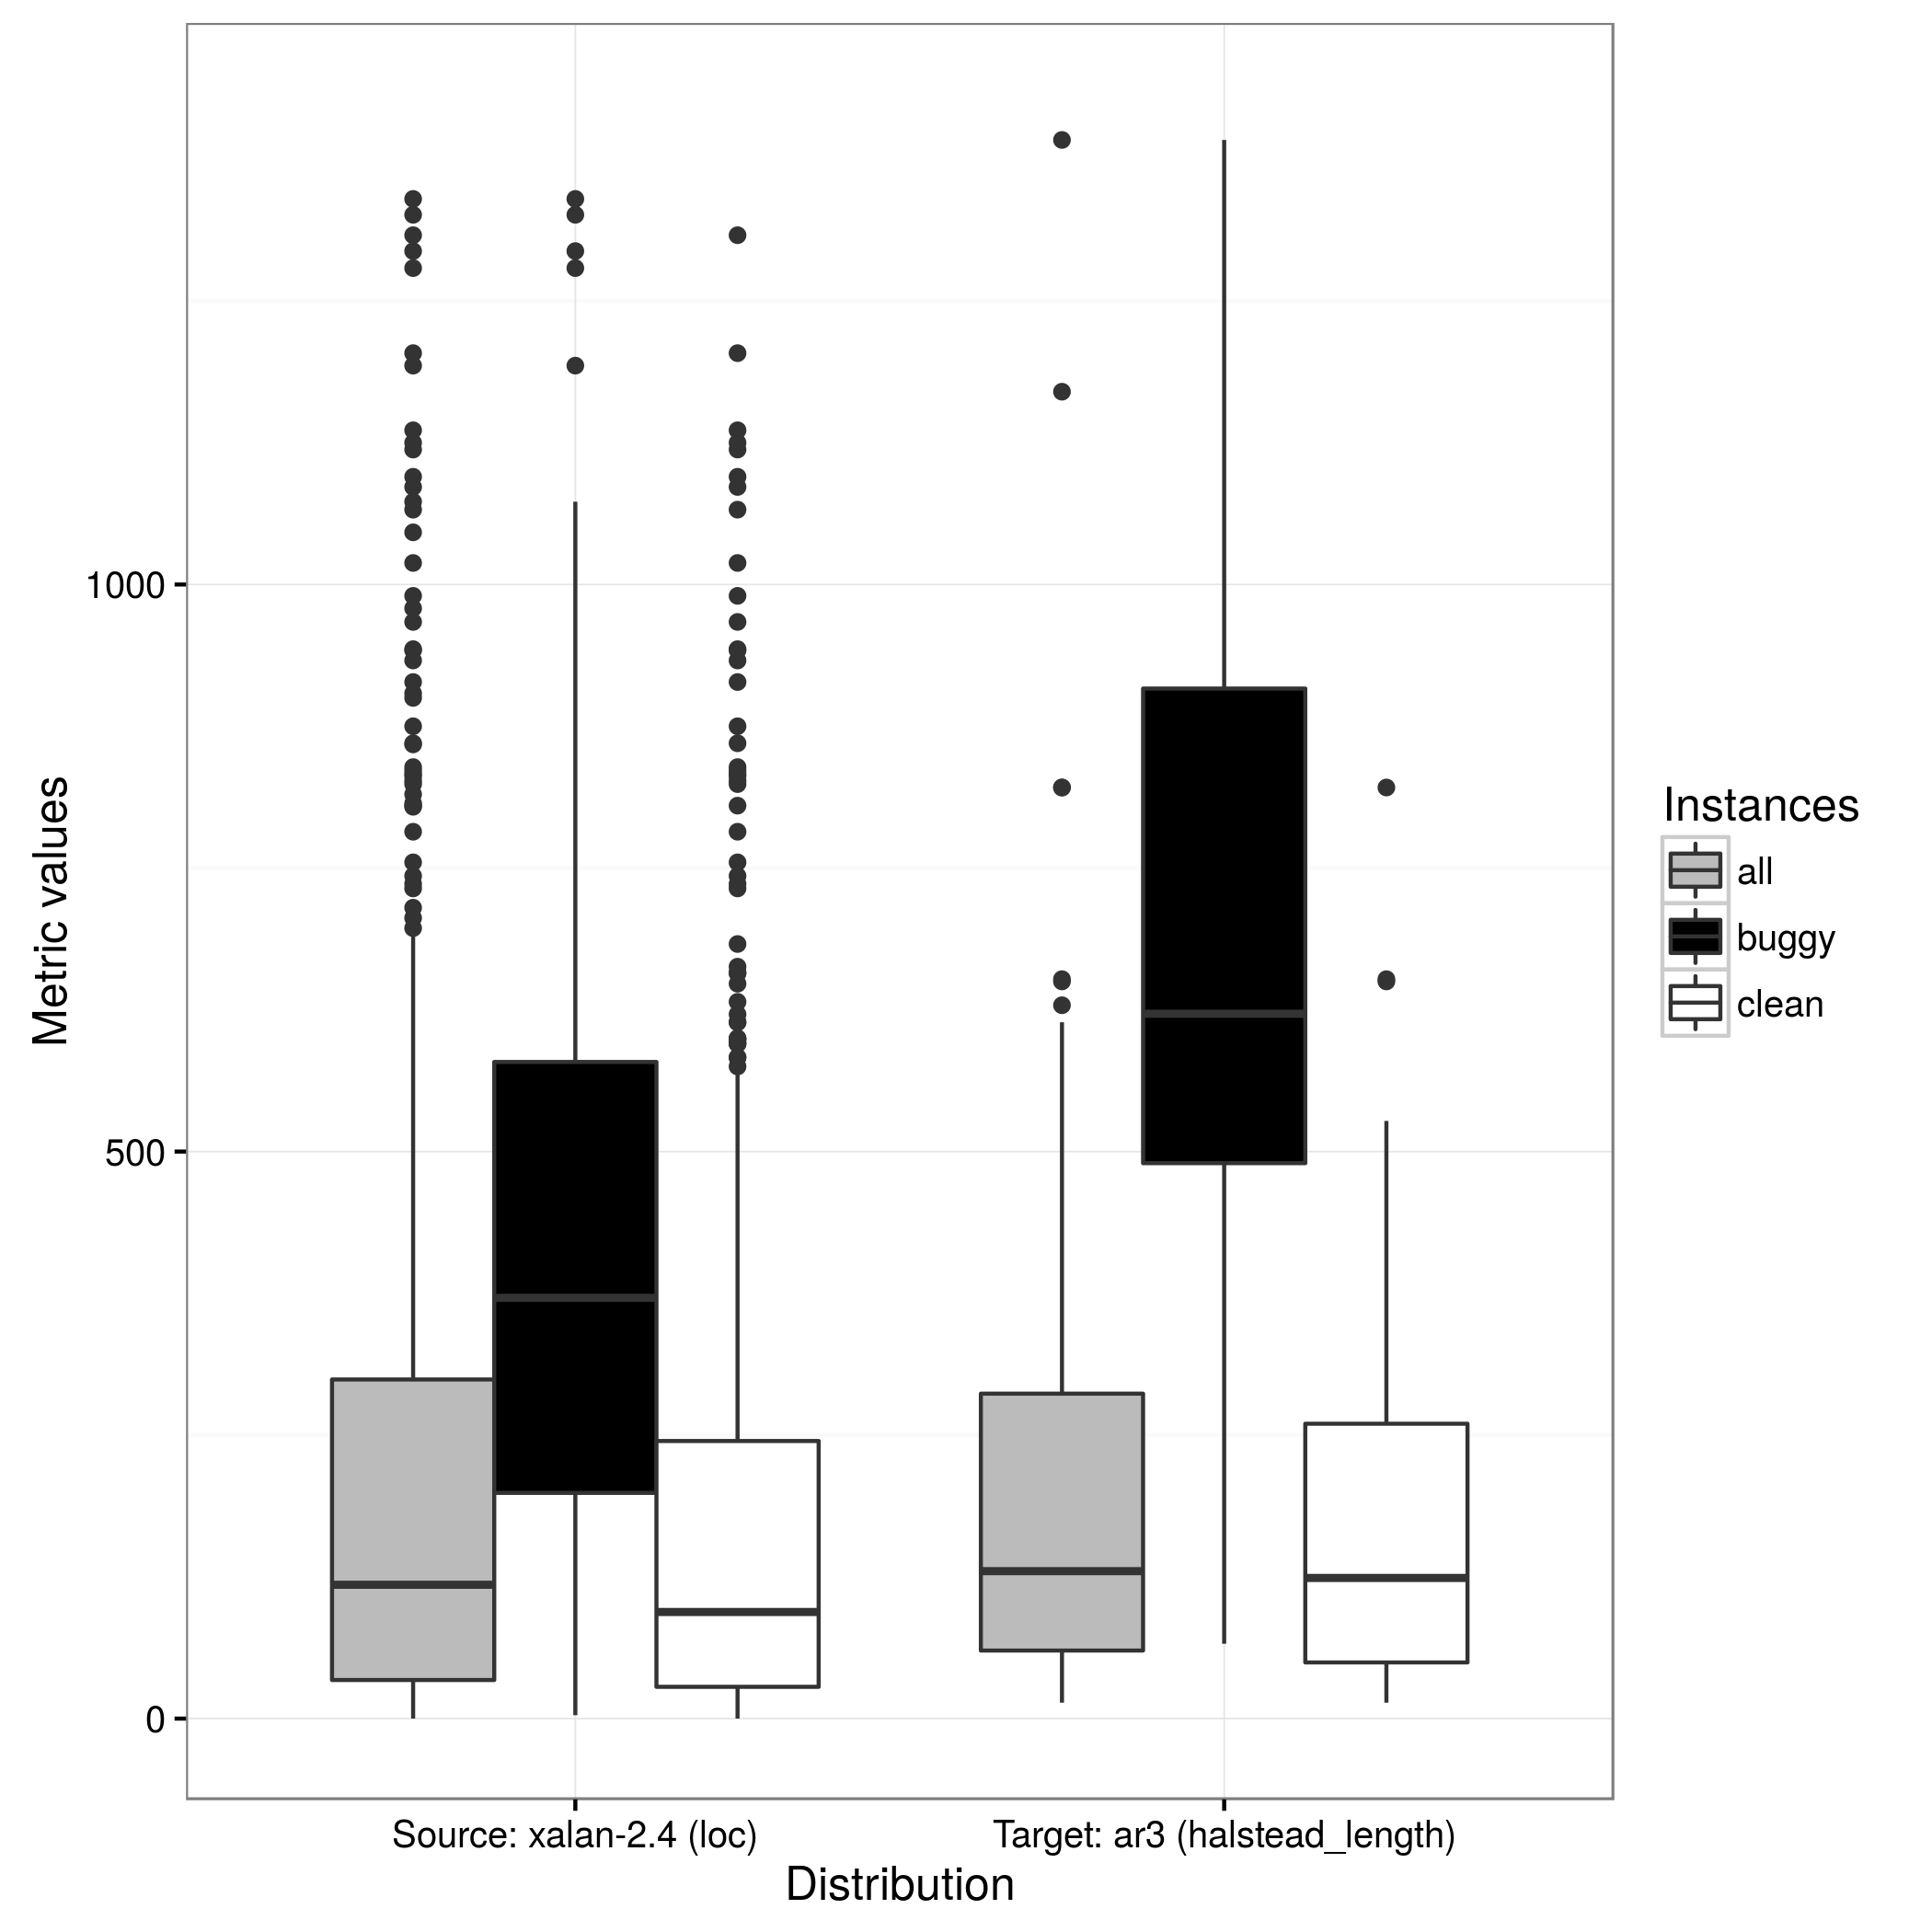 Metric values
1000
500
0
Source: xalan-2.4 (loc)
Target: ar3 (halstead_length)
Distribution
Instances
all
buggy
clean